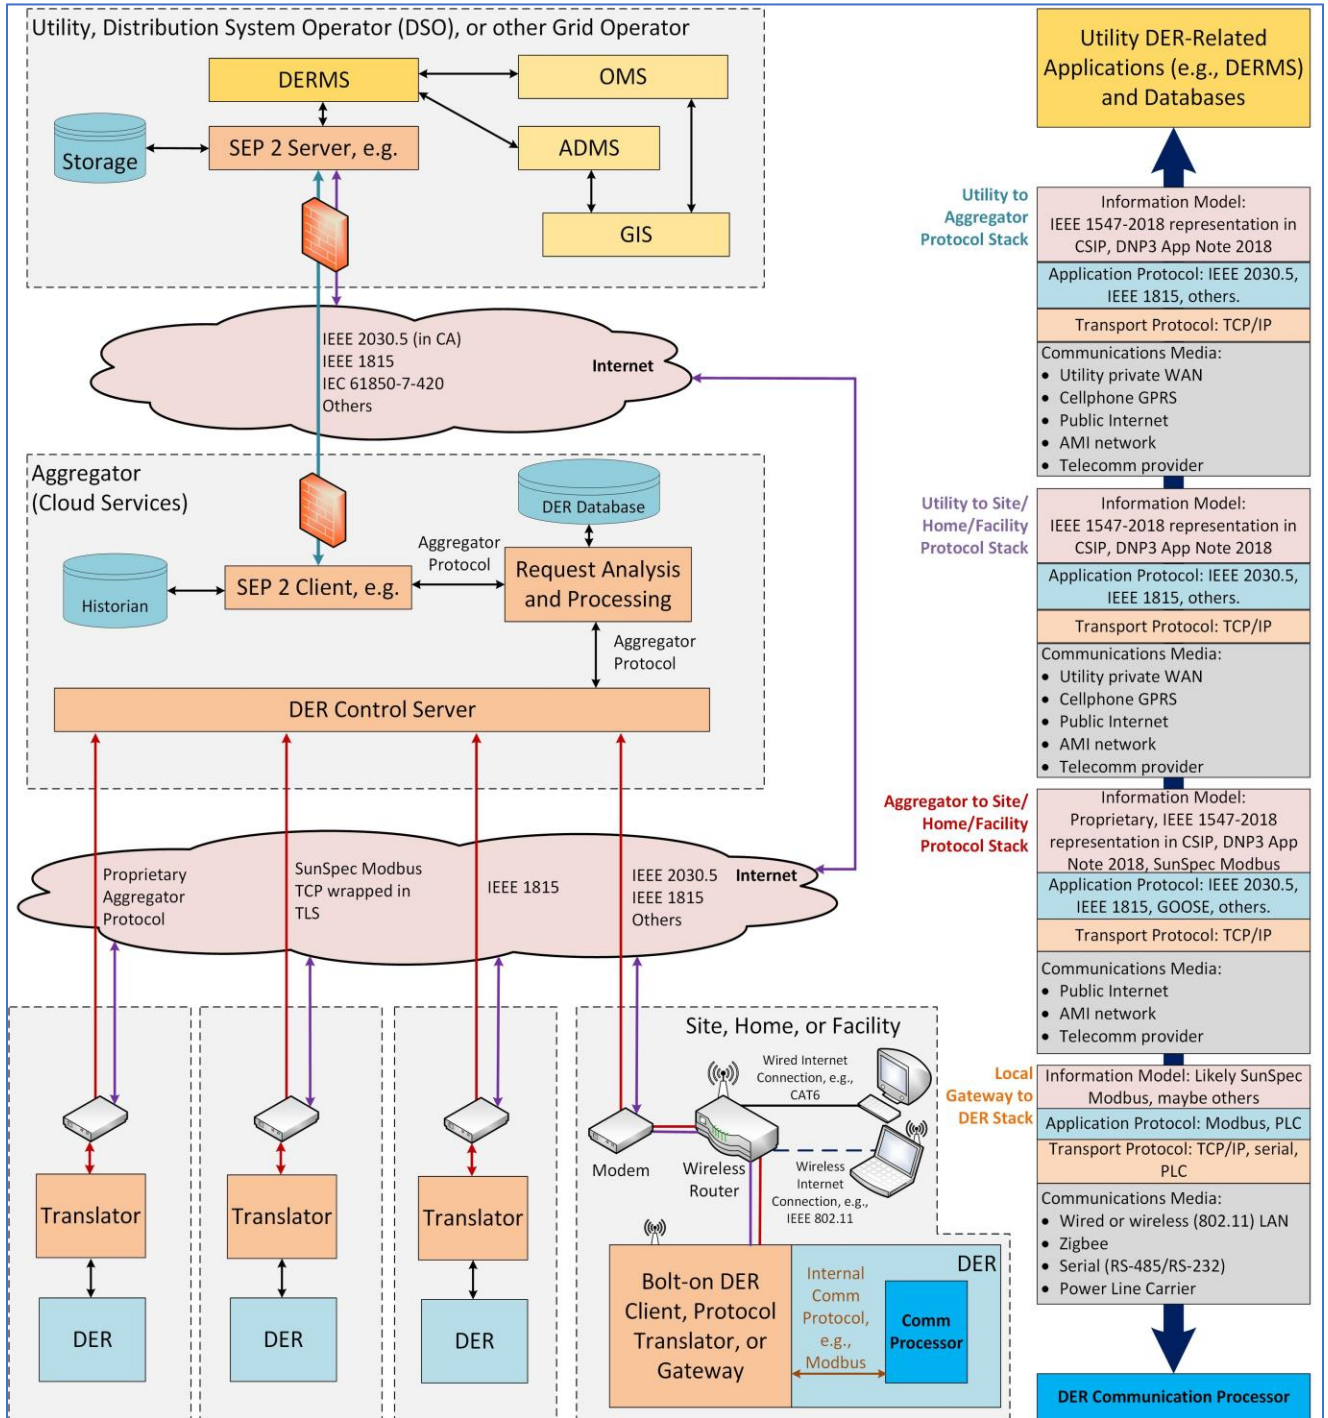 Utility, Distribution System Operator (DSO), or other Grid Operator
DERMS
OMS
Storage
SEP 2 Server, e.g.
ADMS
GIS
IEEE 2030.5 (in CA)
IEEE 1815
IEC 61850-7-420
Others
Internet
Aggregator
(Cloud Services)
DER Database
Aggregator
Protocol
Historian
SEP 2 Client, e.g.
Request Analysis
and Processing
Aggregator
Protocol
DER Control Server
Proprietary
Aggregator
Protocol
SunSpec Modbus
TCP wrapped in
TLS
IEEE 1815
IEEE 2030.5
IEEE 1815
Others
Internet
Translator
DER
Translator
DER
Translator
DER
Site, Home, or Facility
Wired Internet
Connection, e.g.,
CAT6
Modem
Wireless
Router
Wireless
Internet
Connection, e.g.,
IEEE 802.11
Bolt-on DER
Client, Protocol
Translator, or
Gateway
DER
Internal
Comm
Protocol,
e.g.,
Modbus
Comm
Processor
Utility DER-Related
Applications (e.g., DERMS)
and Databases
Utility to
Aggregator
Protocol Stack
Information Model:
IEEE 1547-2018 representation in
CSIP, DNP3 App Note 2018
Application Protocol: IEEE 2030.5,
IEEE 1815, others.
Transport Protocol: TCP/IP
Communications Media:
• Utility private WAN
• Cellphone GPRS
• Public Internet
• AMI network
• Telecomm provider
Utility to Site/
Home/Facility
Protocol Stack
Information Model:
IEEE 1547-2018 representation in
CSIP, DNP3 App Note 2018
Application Protocol: IEEE 2030.5,
IEEE 1815, others.
Transport Protocol: TCP/IP
Communications Media:
• Utility private WAN
• Cellphone GPRS
• Public Internet
• AMI network
• Telecomm provider
Aggregator to Site/
Home/Facility
Protocol Stack
Information Model:
Proprietary, IEEE 1547-2018
representation in CSIP, DNP3 App
Note 2018, SunSpec Modbus
Application Protocol: IEEE 2030.5,
IEEE 1815, GOOSE, others.
Transport Protocol: TCP/IP
Communications Media:
• Public Internet
• AMI network
• Telecomm provider
Local
Gateway to
DER Stack
Information Model: Likely SunSpec
Modbus, maybe others
Application Protocol: Modbus, PLC
Transport Protocol: TCP/IP, serial,
PLC
Communications Media:
• Wired or wireless (802.11) LAN
• Zigbee
• Serial (RS-485/RS-232)
• Power Line Carrier
DER Communication Processor